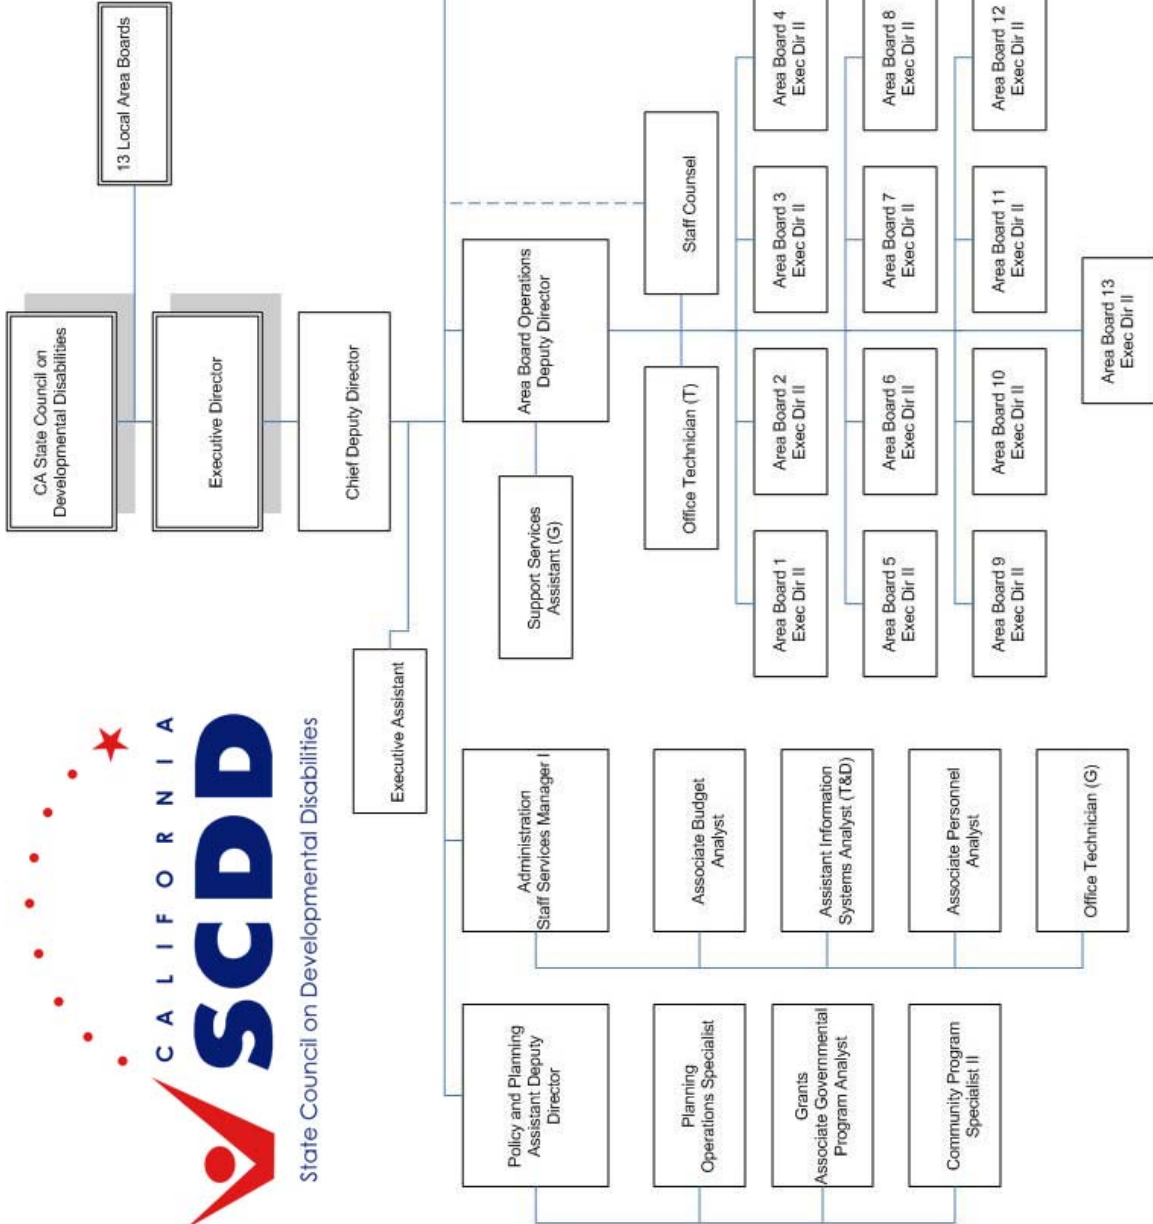 CALIFORNIA
SCDD
State Council on Developmental Disabilities
CA State Council on
Developmental Disabilities
13 Local Area Boards
Executive Director
Chief Deputy Director
Executive Assistant
Policy and Planning
Assistant Deputy
Director
Administration
Staff Services Manager I
Area Board Operations
Deputy Director
Support Services
Assistant (G)
Planning
Operations Specialist
Associate Budget
Analyst
Office Technician (T)
Staff Counsel
Grants
Associate Governmental
Program Analyst
Assistant Information
Systems Analyst (T&D)
Area Board 1
Exec Dir II
Area Board 2
Exec Dir II
Area Board 3
Exec Dir II
Area Board 4
Exec Dir II
Community Program
Specialist II
Associate Personnel
Analyst
Area Board 5
Exec Dir II
Area Board 6
Exec Dir II
Area Board 7
Exec Dir II
Area Board 8
Exec Dir II
Office Technician (G)
Area Board 9
Exec Dir II
Area Board 10
Exec Dir II
Area Board 11
Exec Dir II
Area Board 12
Exec Dir II
Area Board 13
Exec Dir II